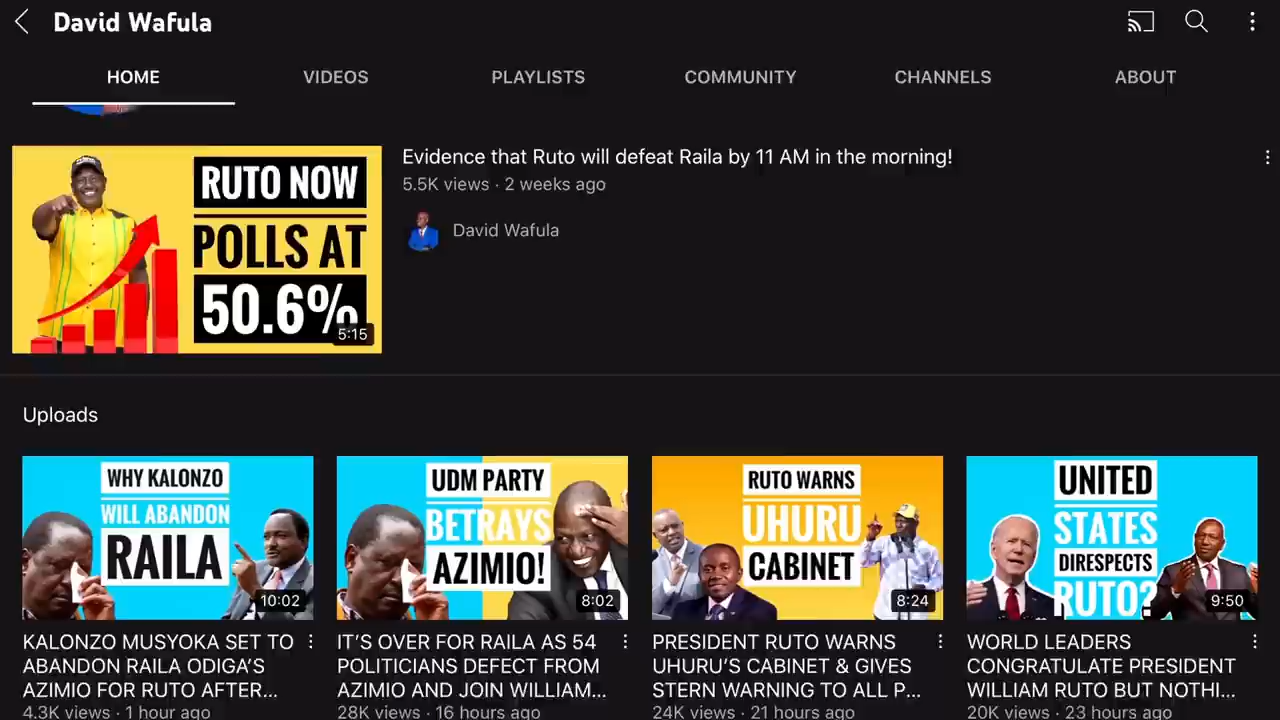 David Wafula
HOME
VIDEOS
PLAYLISTS
COMMUNITY
CHANNELS
ABOUT
RUTO NOW
POLLS AT
50.6%
5:15
Evidence that Ruto will defeat Raila by 11 AM in the morning!
5.5K views · 2 weeks ago
David Wafula
Uploads
WHY KALONZO
WILL ABANDON
RAILA
10:02
KALONZO MUSYOKA SET TO
ABANDON RAILA ODIGA'S
AZIMIO FOR RUTO AFTER...
4.3K views · 1 hour ago
UDM PARTY
BETRAYS
AZIMIO!
8:02
IT'S OVER FOR RAILA AS 54
POLITICIANS DEFECT FROM
AZIMIO AND JOIN WILLIAM...
28K views · 16 hours ago
RUTO WARNS
UHURU
CABINET
8:24
PRESIDENT RUTO WARNS
UHURU'S CABINET & GIVES
STERN WARNING TO ALL P...
24K views · 21 hours ago
UNITED
STATES
DIRESPECTS
RUTO?
9:50
WORLD LEADERS
CONGRATULATE PRESIDENT
WILLIAM RUTO BUT NOTHI...
20K views · 23 hours ago